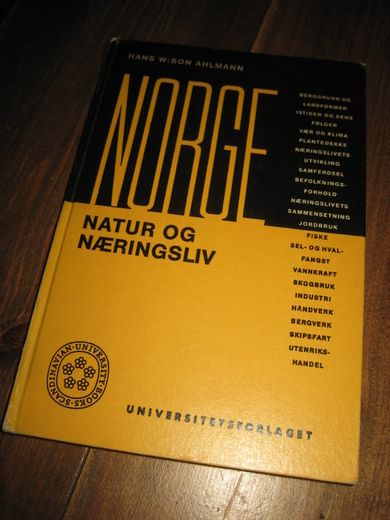 HANS W:SON AHLMANN
NORGE
NATUR OG
NÆRINGSLIV
BERGGRUNN OG
LANDFORMER
ISTIDEN OG DENS
FØLGER
VÆR OG KLIMA
PLANTEDEKKE
NÆRINGSLIVETS
UTVIKLING
SAMFERDSEL
BEFOLKNINGS-
FORHOLD
NÆRINGSLIVETS
SAMMENSETNING
JORDBRUK
FISKE
SEL- OG HVAL-
FANGST
VANNKRAFT
SKOGBRUK
INDUSTRI
HÅNDVERK
BERGVERK
SKIPSFART
UTENRIKS-
HANDEL
SCANDINAVIAN·UNIVERSITY·BOOKS·
UNIVERSITETSFORLAGET